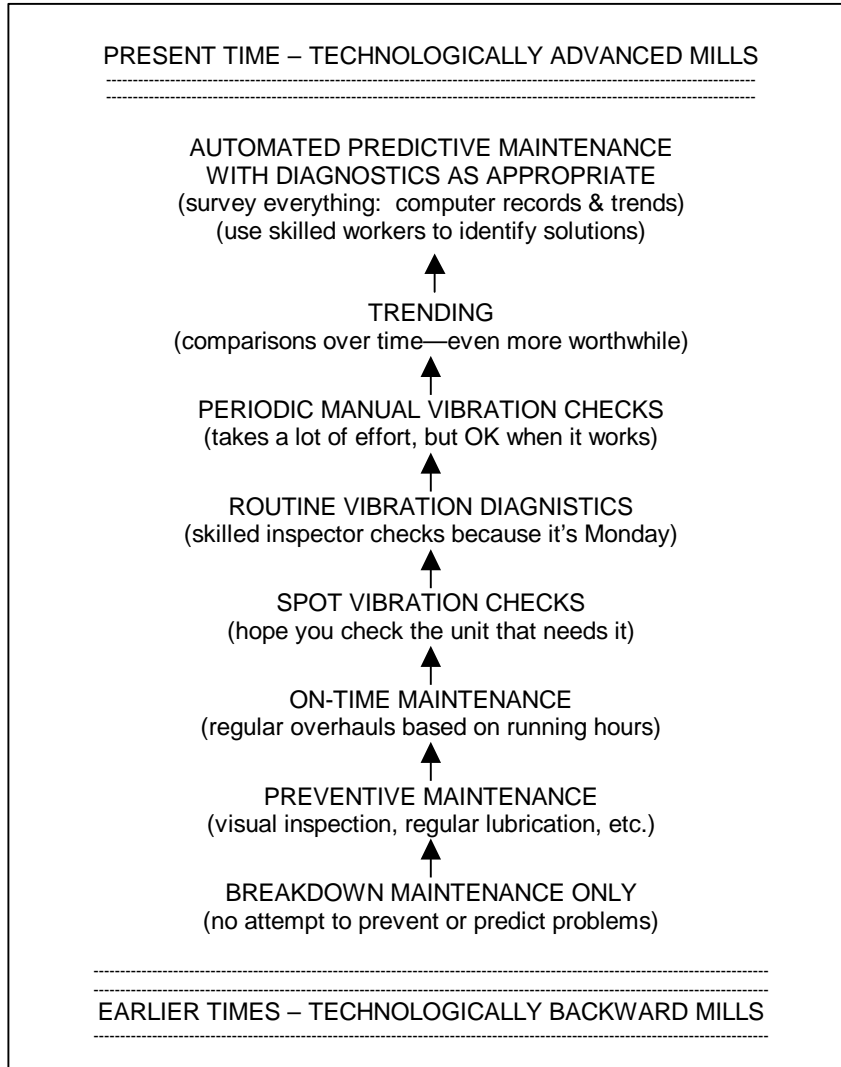 PRESENT TIME – TECHNOLOGICALLY ADVANCED MILLS
AUTOMATED PREDICTIVE MAINTENANCE
WITH DIAGNOSTICS AS APPROPRIATE
(survey everything:  computer records & trends)
(use skilled workers to identify solutions)
TRENDING
(comparisons over time—even more worthwhile)
PERIODIC MANUAL VIBRATION CHECKS
(takes a lot of effort, but OK when it works)
ROUTINE VIBRATION DIAGNISTICS
(skilled inspector checks because it's Monday)
SPOT VIBRATION CHECKS
(hope you check the unit that needs it)
ON-TIME MAINTENANCE
(regular overhauls based on running hours)
PREVENTIVE MAINTENANCE
(visual inspection, regular lubrication, etc.)
BREAKDOWN MAINTENANCE ONLY
(no attempt to prevent or predict problems)
EARLIER TIMES – TECHNOLOGICALLY BACKWARD MILLS